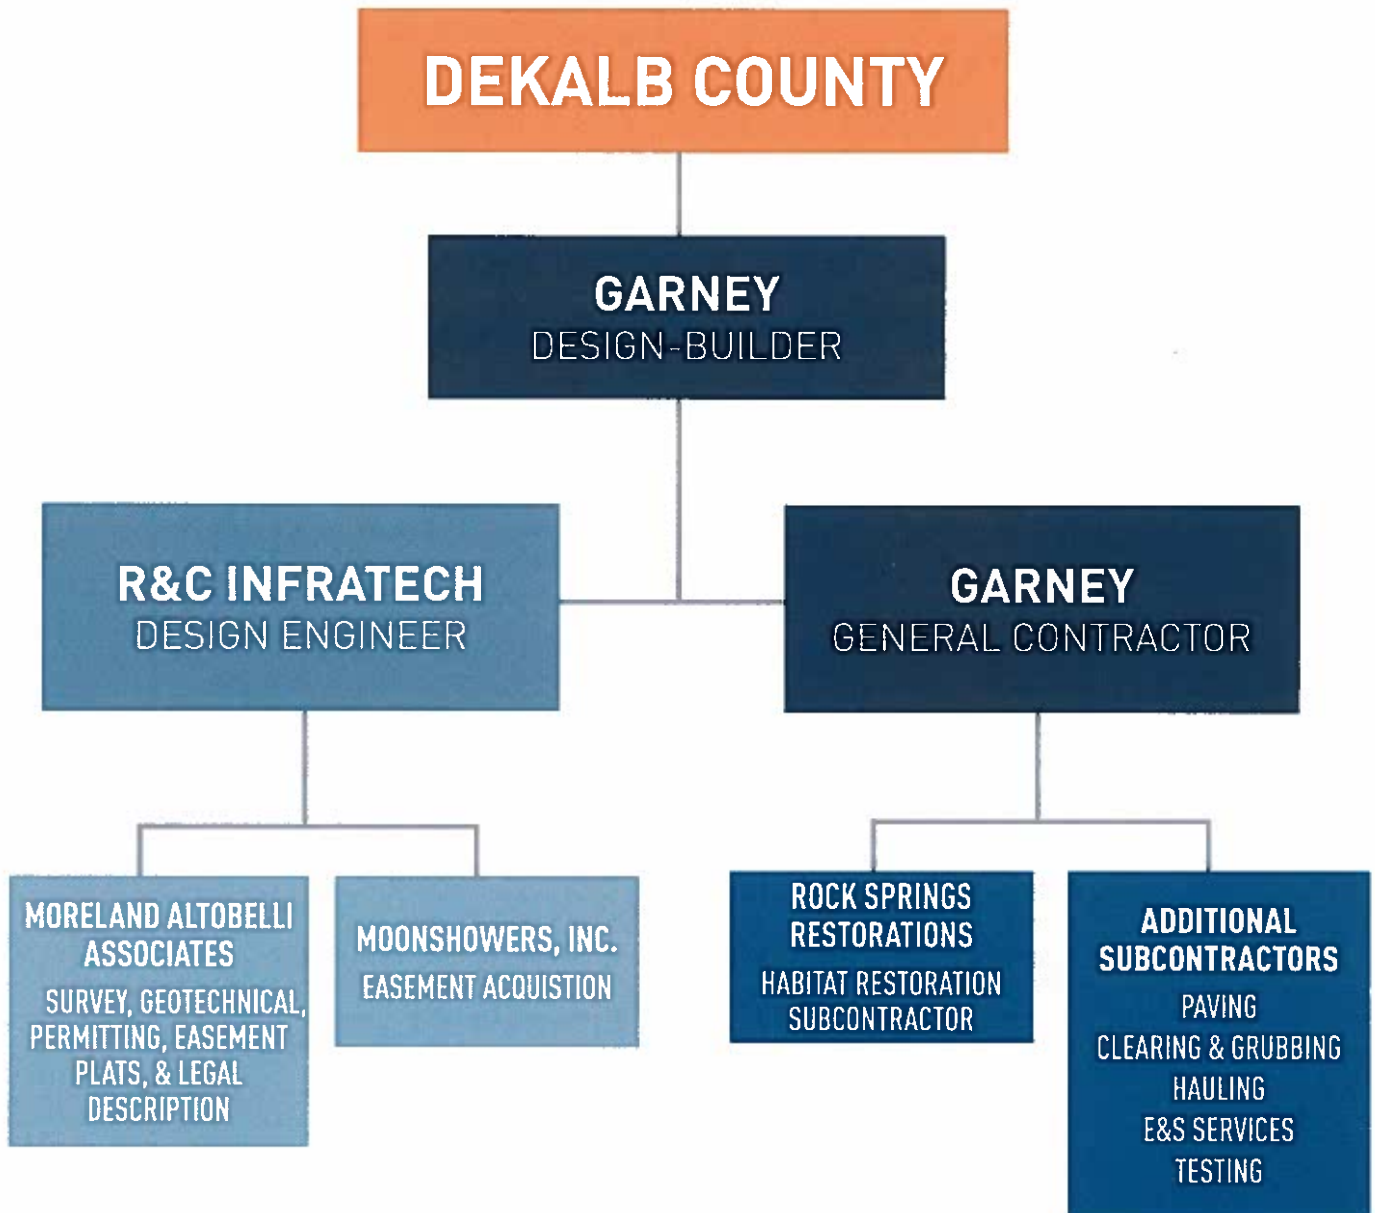 DEKALB COUNTY
GARNEY
DESIGN-BUILDER
R&C INFRATECH
DESIGN ENGINEER
GARNEY
GENERAL CONTRACTOR
MORELAND ALTOBELLI
ASSOCIATES
SURVEY, GEOTECHNICAL,
PERMITTING, EASEMENT
PLATS, & LEGAL
DESCRIPTION
MOONSHOWERS, INC.
EASEMENT ACQUISTION
ROCK SPRINGS
RESTORATIONS
HABITAT RESTORATION
SUBCONTRACTOR
ADDITIONAL
SUBCONTRACTORS
PAVING
CLEARING & GRUBBING
HAULING
E&S SERVICES
TESTING